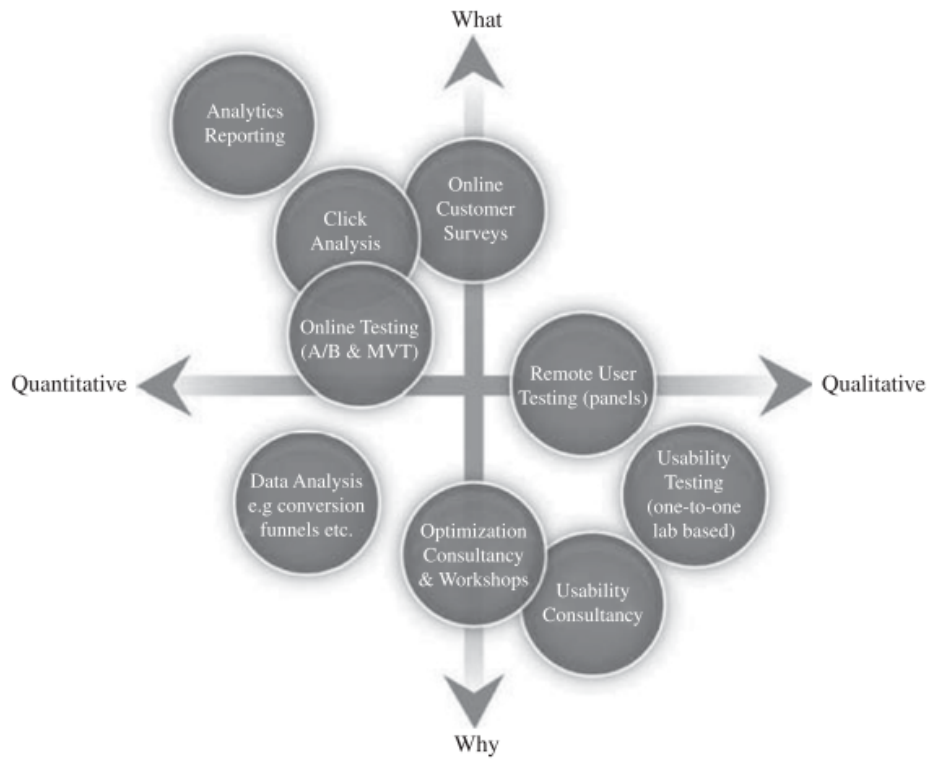 What
Analytics
Reporting
Online
Customer
Surveys
Click
Analysis
Online Testing
(A/B & MVT)
Quantitative
Qualitative
Remote User
Testing (panels)
Usability
Testing
(one-to-one
lab based)
Data Analysis
e.g conversion
funnels etc.
Optimization
Consultancy
& Workshops
Usability
Consultancy
Why